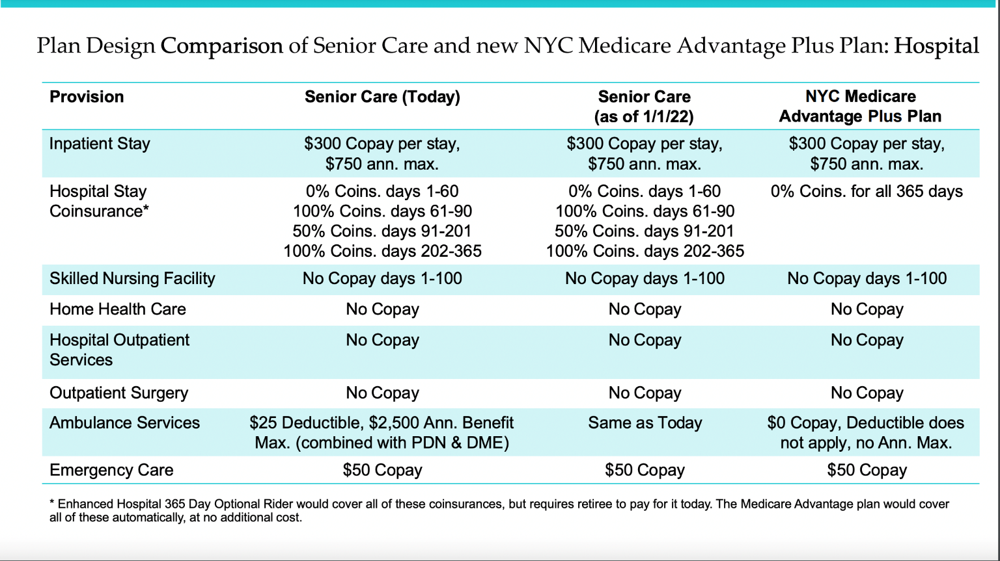 Plan Design Comparison of Senior Care and new NYC Medicare Advantage Plus Plan: Hospital
Provision Senior Care (Today) Senior Care (as of 1/1/22) NYC Medicare Advantage Plus Plan
Inpatient Stay $300 Copay per stay, $750 ann. max. $300 Copay per stay, $750 ann. max. $300 Copay per stay, $750 ann. max.
Hospital Stay Coinsurance* 0% Coins. days 1-60 100% Coins. days 61-90 50% Coins. days 91-201 100% Coins. days 202-365 0% Coins. days 1-60 100% Coins. days 61-90 50% Coins. days 91-201 100% Coins. days 202-365 0% Coins. for all 365 days
Skilled Nursing Facility No Copay days 1-100 No Copay days 1-100 No Copay days 1-100
Home Health Care No Copay No Copay No Copay
Hospital Outpatient Services No Copay No Copay No Copay
Outpatient Surgery No Copay No Copay No Copay
Ambulance Services $25 Deductible, $2,500 Ann. Benefit Max. (combined with PDN & DME) Same as Today $0 Copay, Deductible does not apply, no Ann. Max.
Emergency Care $50 Copay $50 Copay $50 Copay
* Enhanced Hospital 365 Day Optional Rider would cover all of these coinsurances, but requires retiree to pay for it today. The Medicare Advantage plan would cover
all of these automatically, at no additional cost.